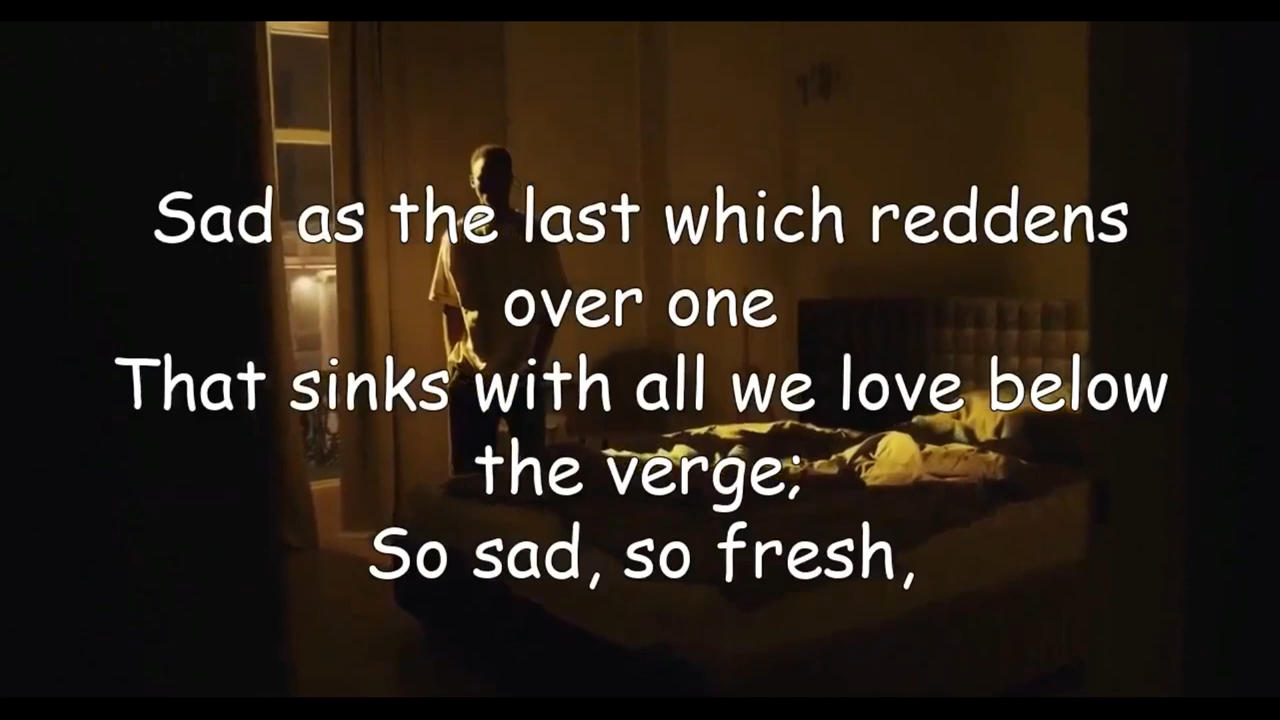 Sad as the last which reddens
over one
That sinks with all we love below
the verge;
So sad, so fresh,